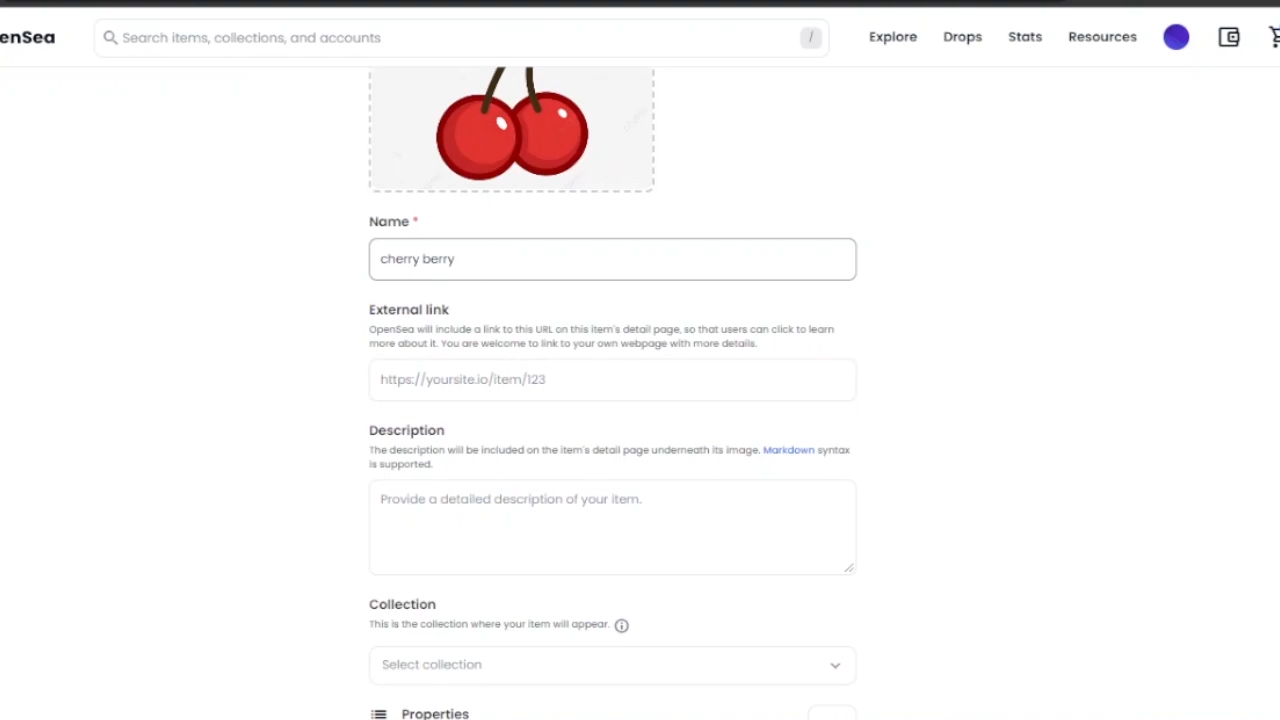 enSea
Search items, collections, and accounts
/
Explore
Drops
Stats
Resources
Name *
cherry berry
External link
OpenSea will include a link to this URL on this item's detail page, so that users can click to learn
more about it. You are welcome to link to your own webpage with more details.
https://yoursite.io/item/123
Description
The description will be included on the item's detail page underneath its image. Markdown syntax
is supported.
Provide a detailed description of your item.
Collection
This is the collection where your item will appear.
Select collection
Properties